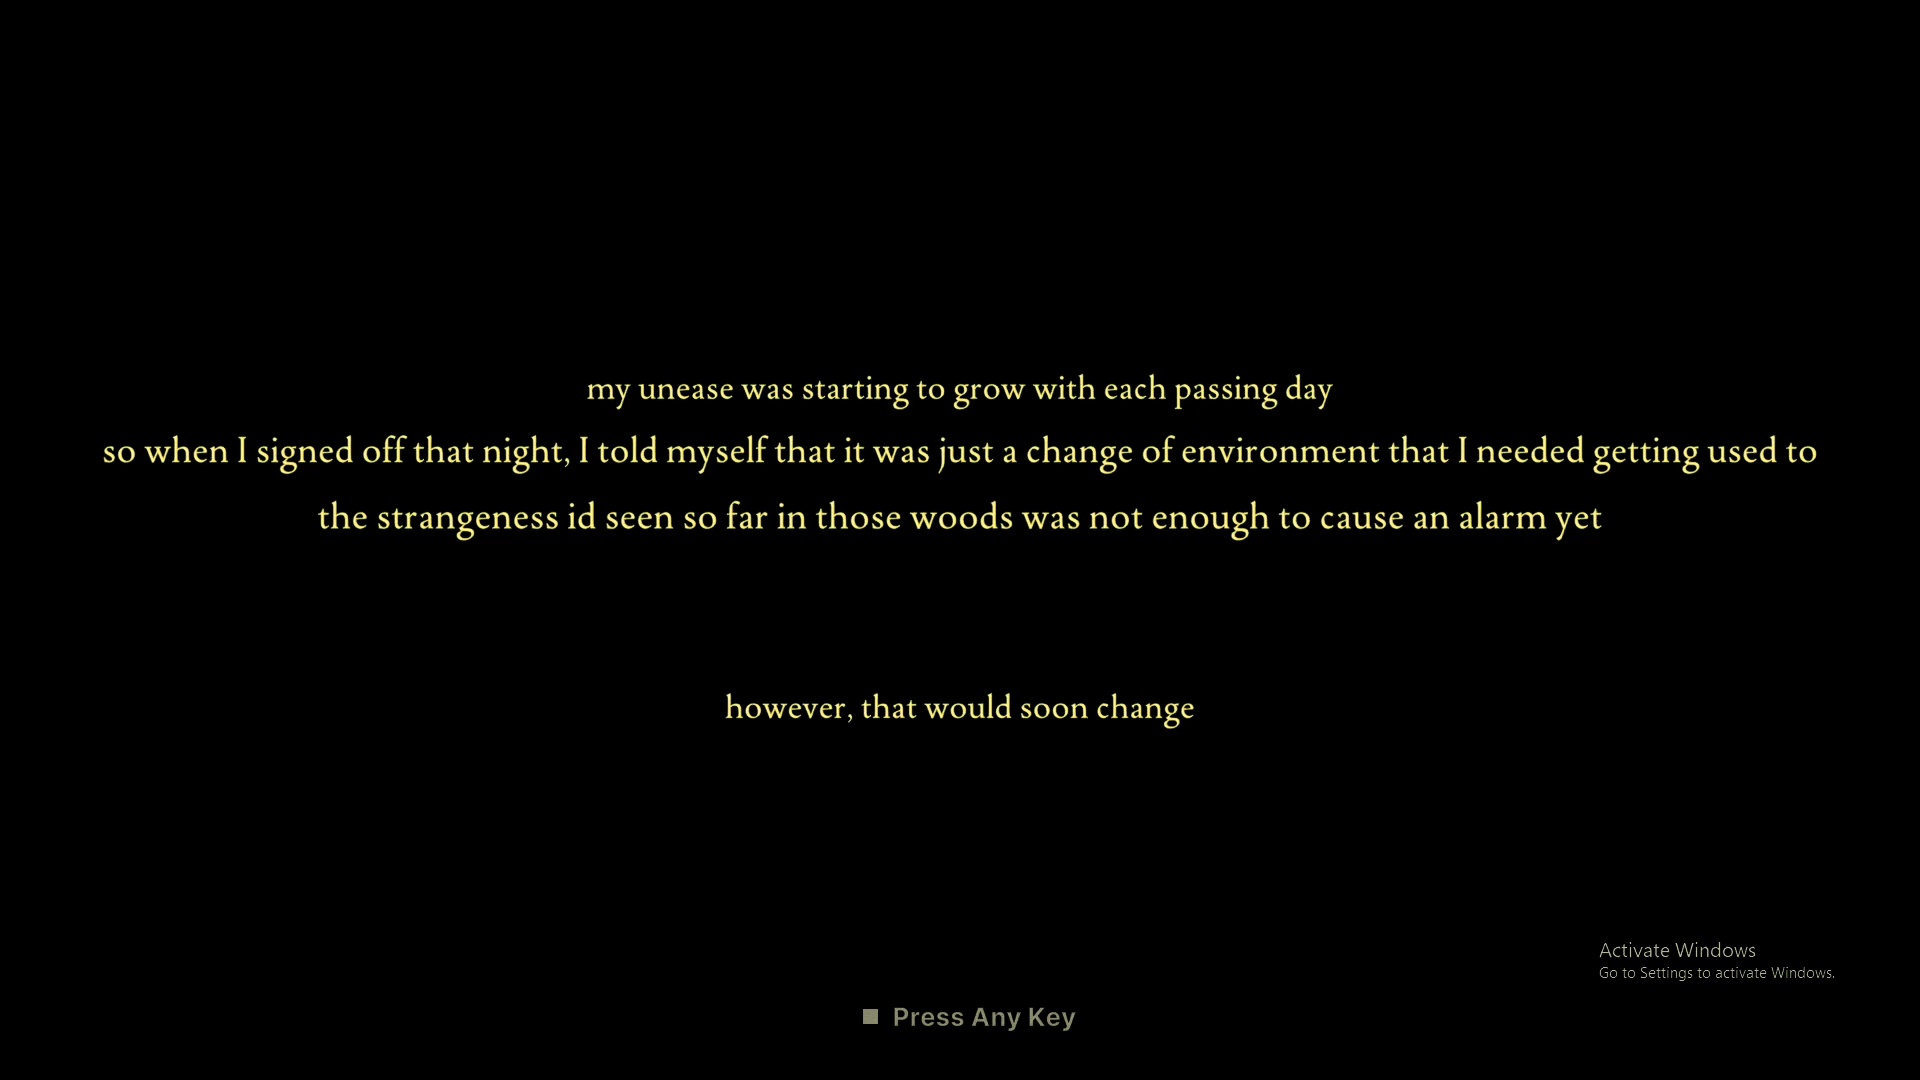 my unease was starting to grow with each passing day
so when I signed off that night, I told myself that it was just a change of environment that I needed getting used to
the strangeness id seen so far in those woods was not enough to cause an alarm yet
however, that would soon change
Activate Windows
Go to Settings to activate Windows.
Press Any Key